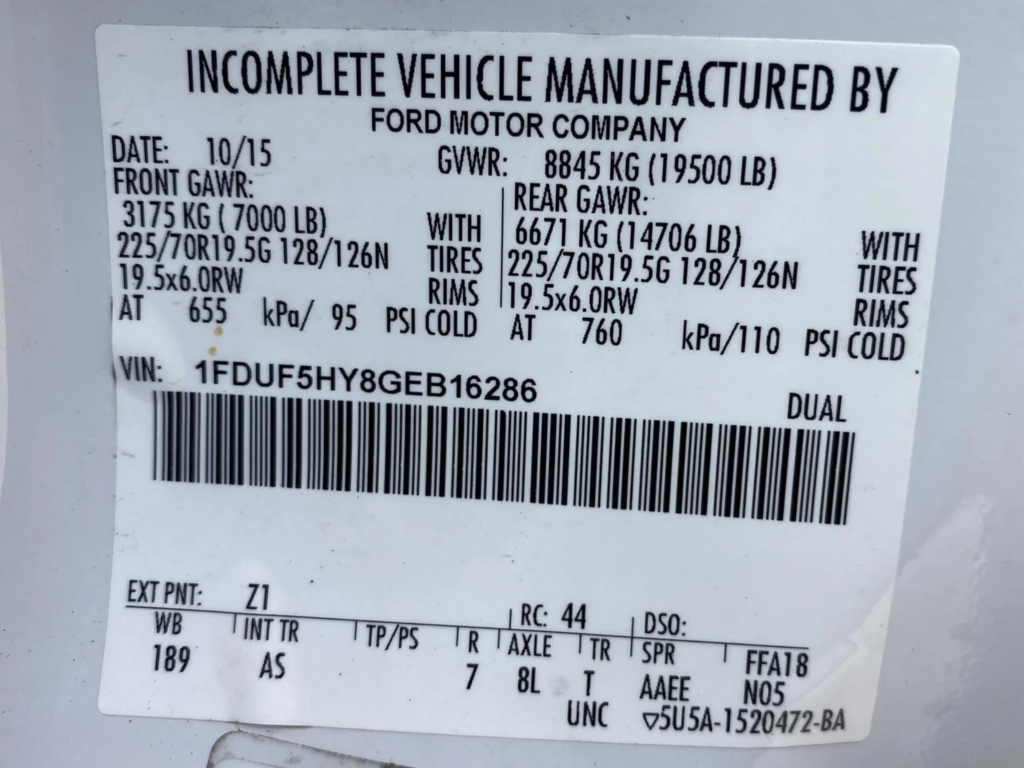 INCOMPLETE VEHICLE MANUFACTURED BY
FORD MOTOR COMPANY
DATE: 10/15 GVWR: 8845 KG (19500 LB)
FRONT GAWR: REAR GAWR:
3175 KG ( 7000 LB) WITH 6671 KG (14706 LB) WITH
225/70R19.5G 128/126N TIRES 225/70R19.5G 128/126N TIRES
19.5x6.0RW RIMS 19.5x6.0RW RIMS
AT 655 kPa/ 95 PSI COLD AT 760 kPa/110 PSI COLD
VIN: 1FDUF5HY8GEB16286
DUAL
EXT PNT: Z1 RC: 44 DSO:
WB INT TR TP/PS R AXLE TR SPR FFA18
189 AS 7 8L T AAEE N05
UNC ▽5U5A-1520472-BA